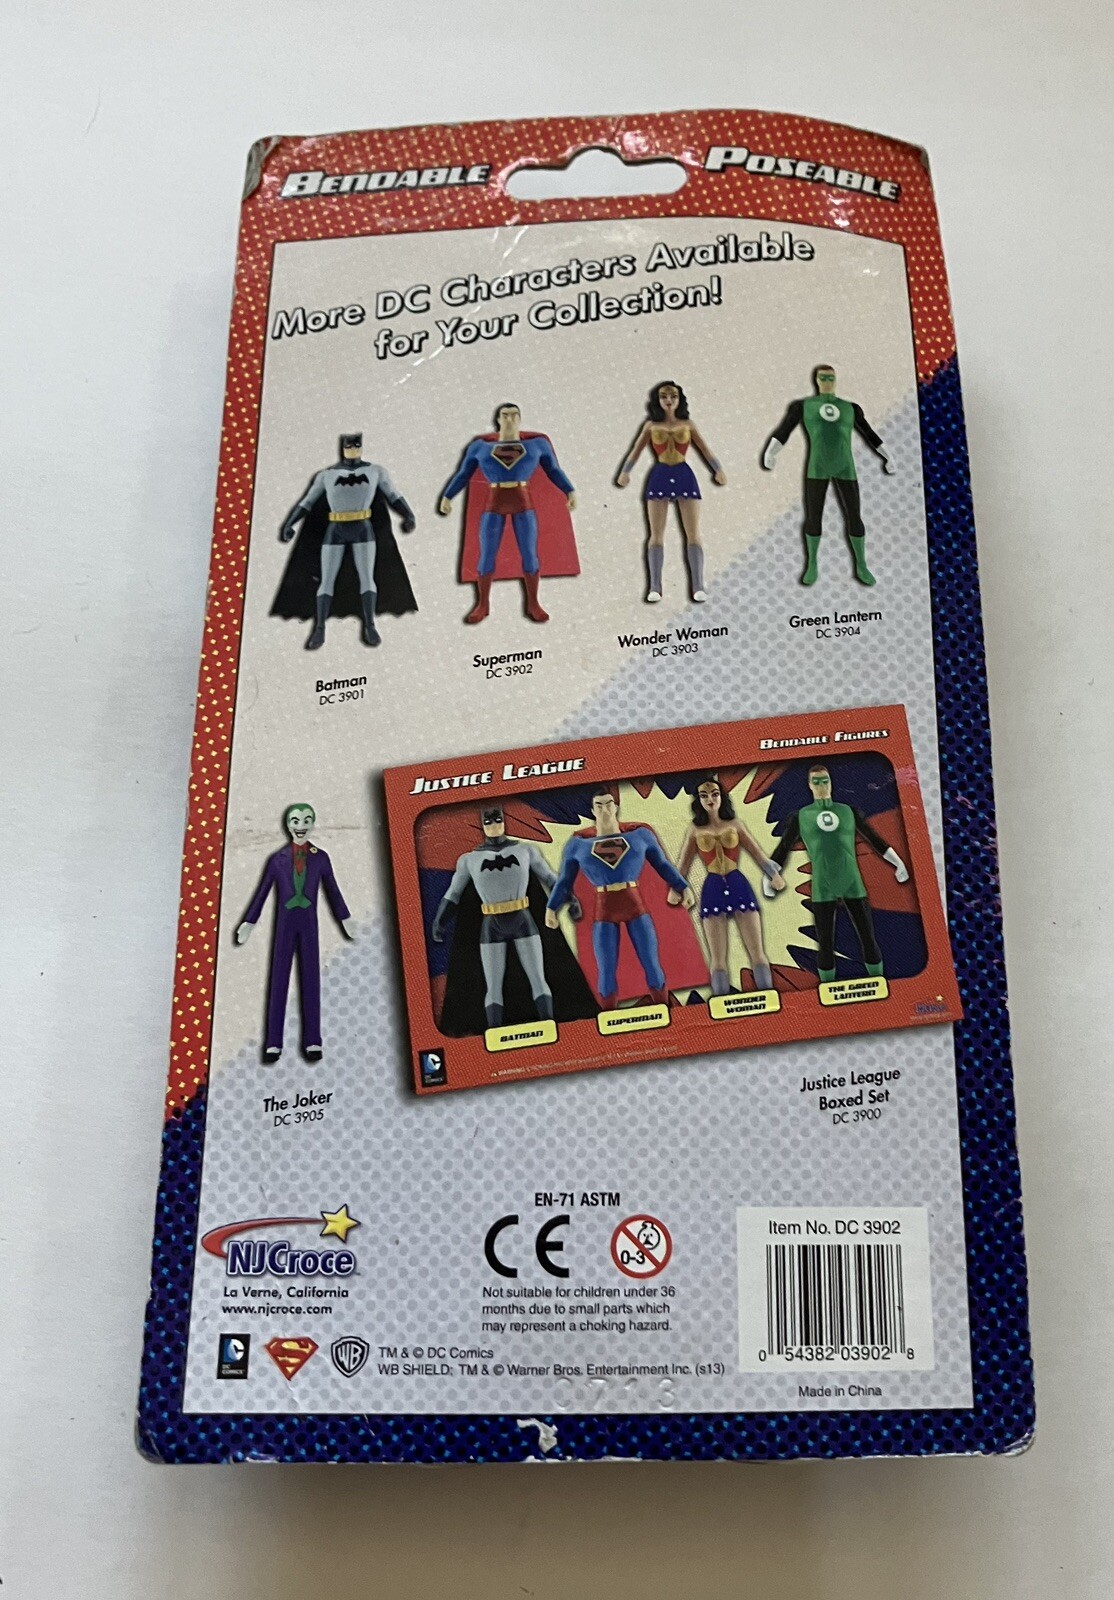 BENDABLE
POSEABLE
More DC Characters Available
for Your Collection!
Batman
DC 3901
Superman
DC 3902
Wonder Woman
DC 3903
Green Lantern
DC 3904
JUSTICE LEAGUE
BENDABLE FIGURES
BATMAN
SUPERMAN
WONDER
WOMAN
THE GREEN
LANTERN
DC
COMICS
The Joker
DC 3905
Justice League
Boxed Set
DC 3900
EN-71 ASTM
CE
0-3
Not suitable for children under 36
months due to small parts which
may represent a choking hazard.
NJCroce
La Verne, California
www.njcroce.com
DC
COMICS
S
WB
TM & © DC Comics
WB SHIELD: TM & © Warner Bros. Entertainment Inc. (s13)
Item No. DC 3902
0 54382 03902 8
Made in China